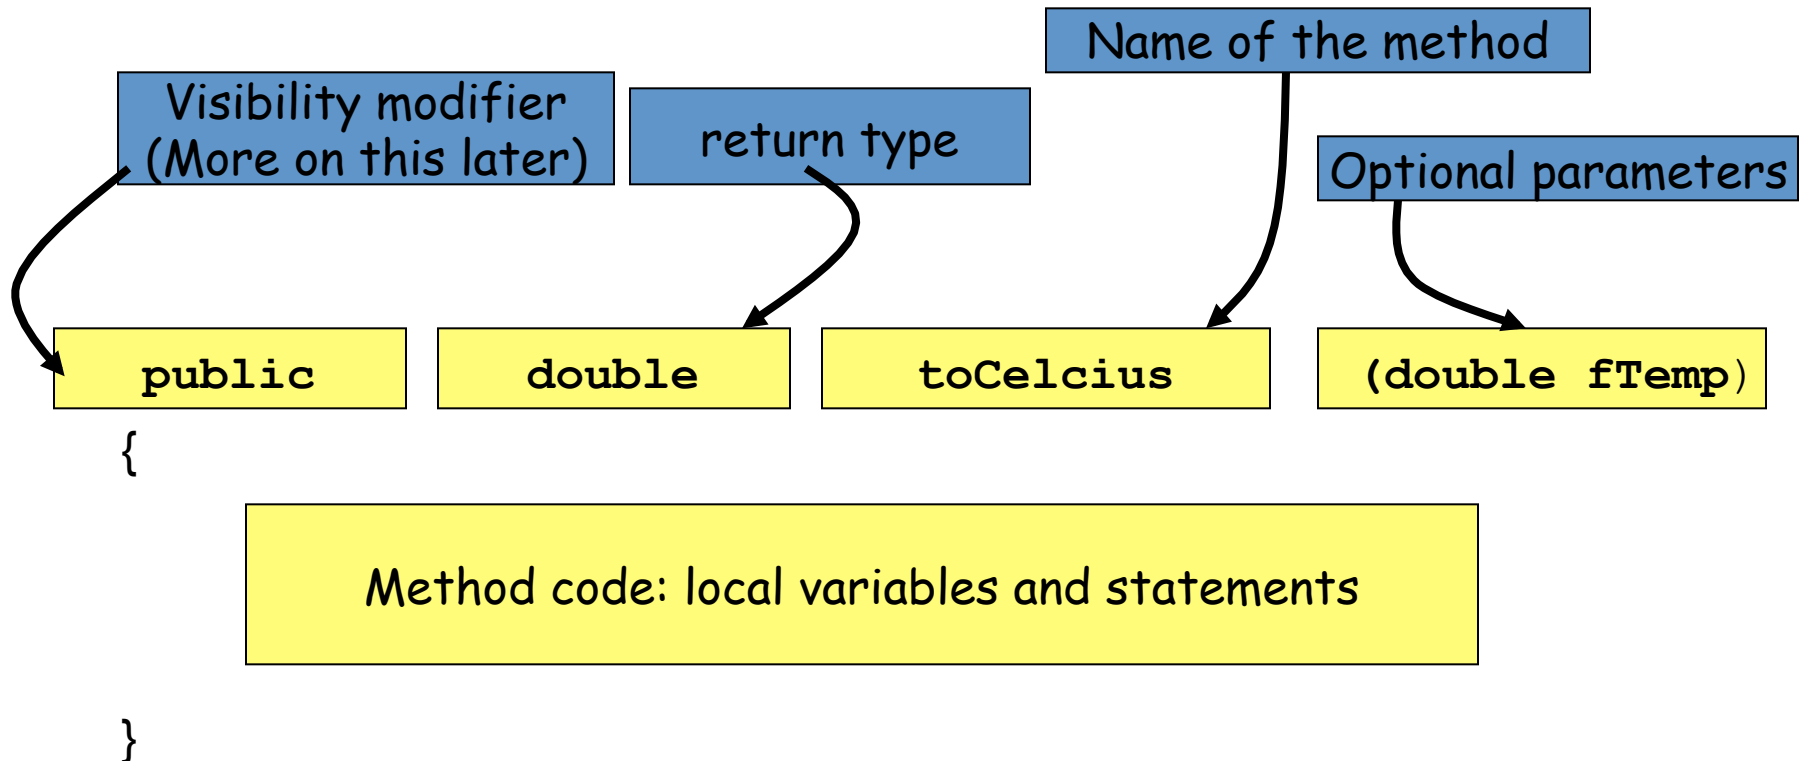 Name of the method
Visibility modifier
(More on this later)
return type
Optional parameters
public double toCelcius (double fTemp)
{
Method code: local variables and statements
}